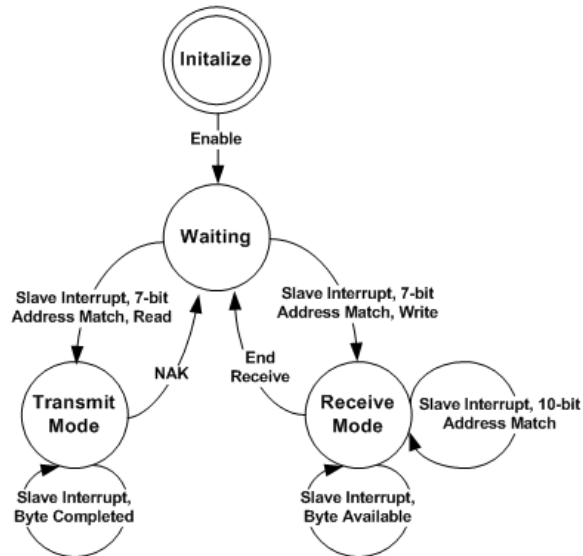 Initalize
Enable
Waiting
Slave Interrupt, 7-bit
Address Match, Read
Slave Interrupt, 7-bit
Address Match, Write
NAK
End
Receive
Transmit
Mode
Receive
Mode
Slave Interrupt, 10-bit
Address Match
Slave Interrupt,
Byte Completed
Slave Interrupt,
Byte Available